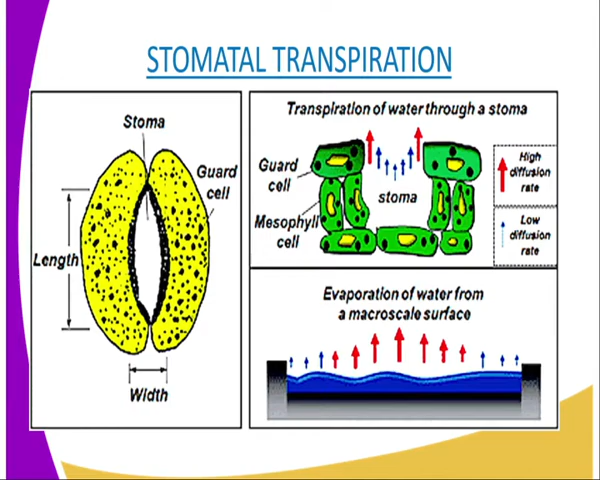 STOMATAL TRANSPIRATION
Stoma
Guard
cell
Length
Width
Transpiration of water through a stoma
Guard
cell
stoma
Mesophyll
cell
High
diffusion
rate
Low
diffusion
rate
Evaporation of water from
a macroscale surface